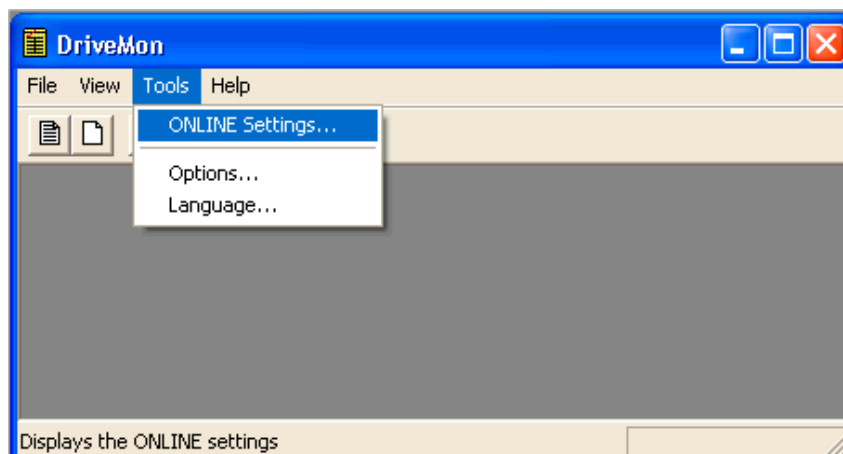 DriveMon
File View Tools Help
ONLINE Settings...
Options...
Language...
Displays the ONLINE settings